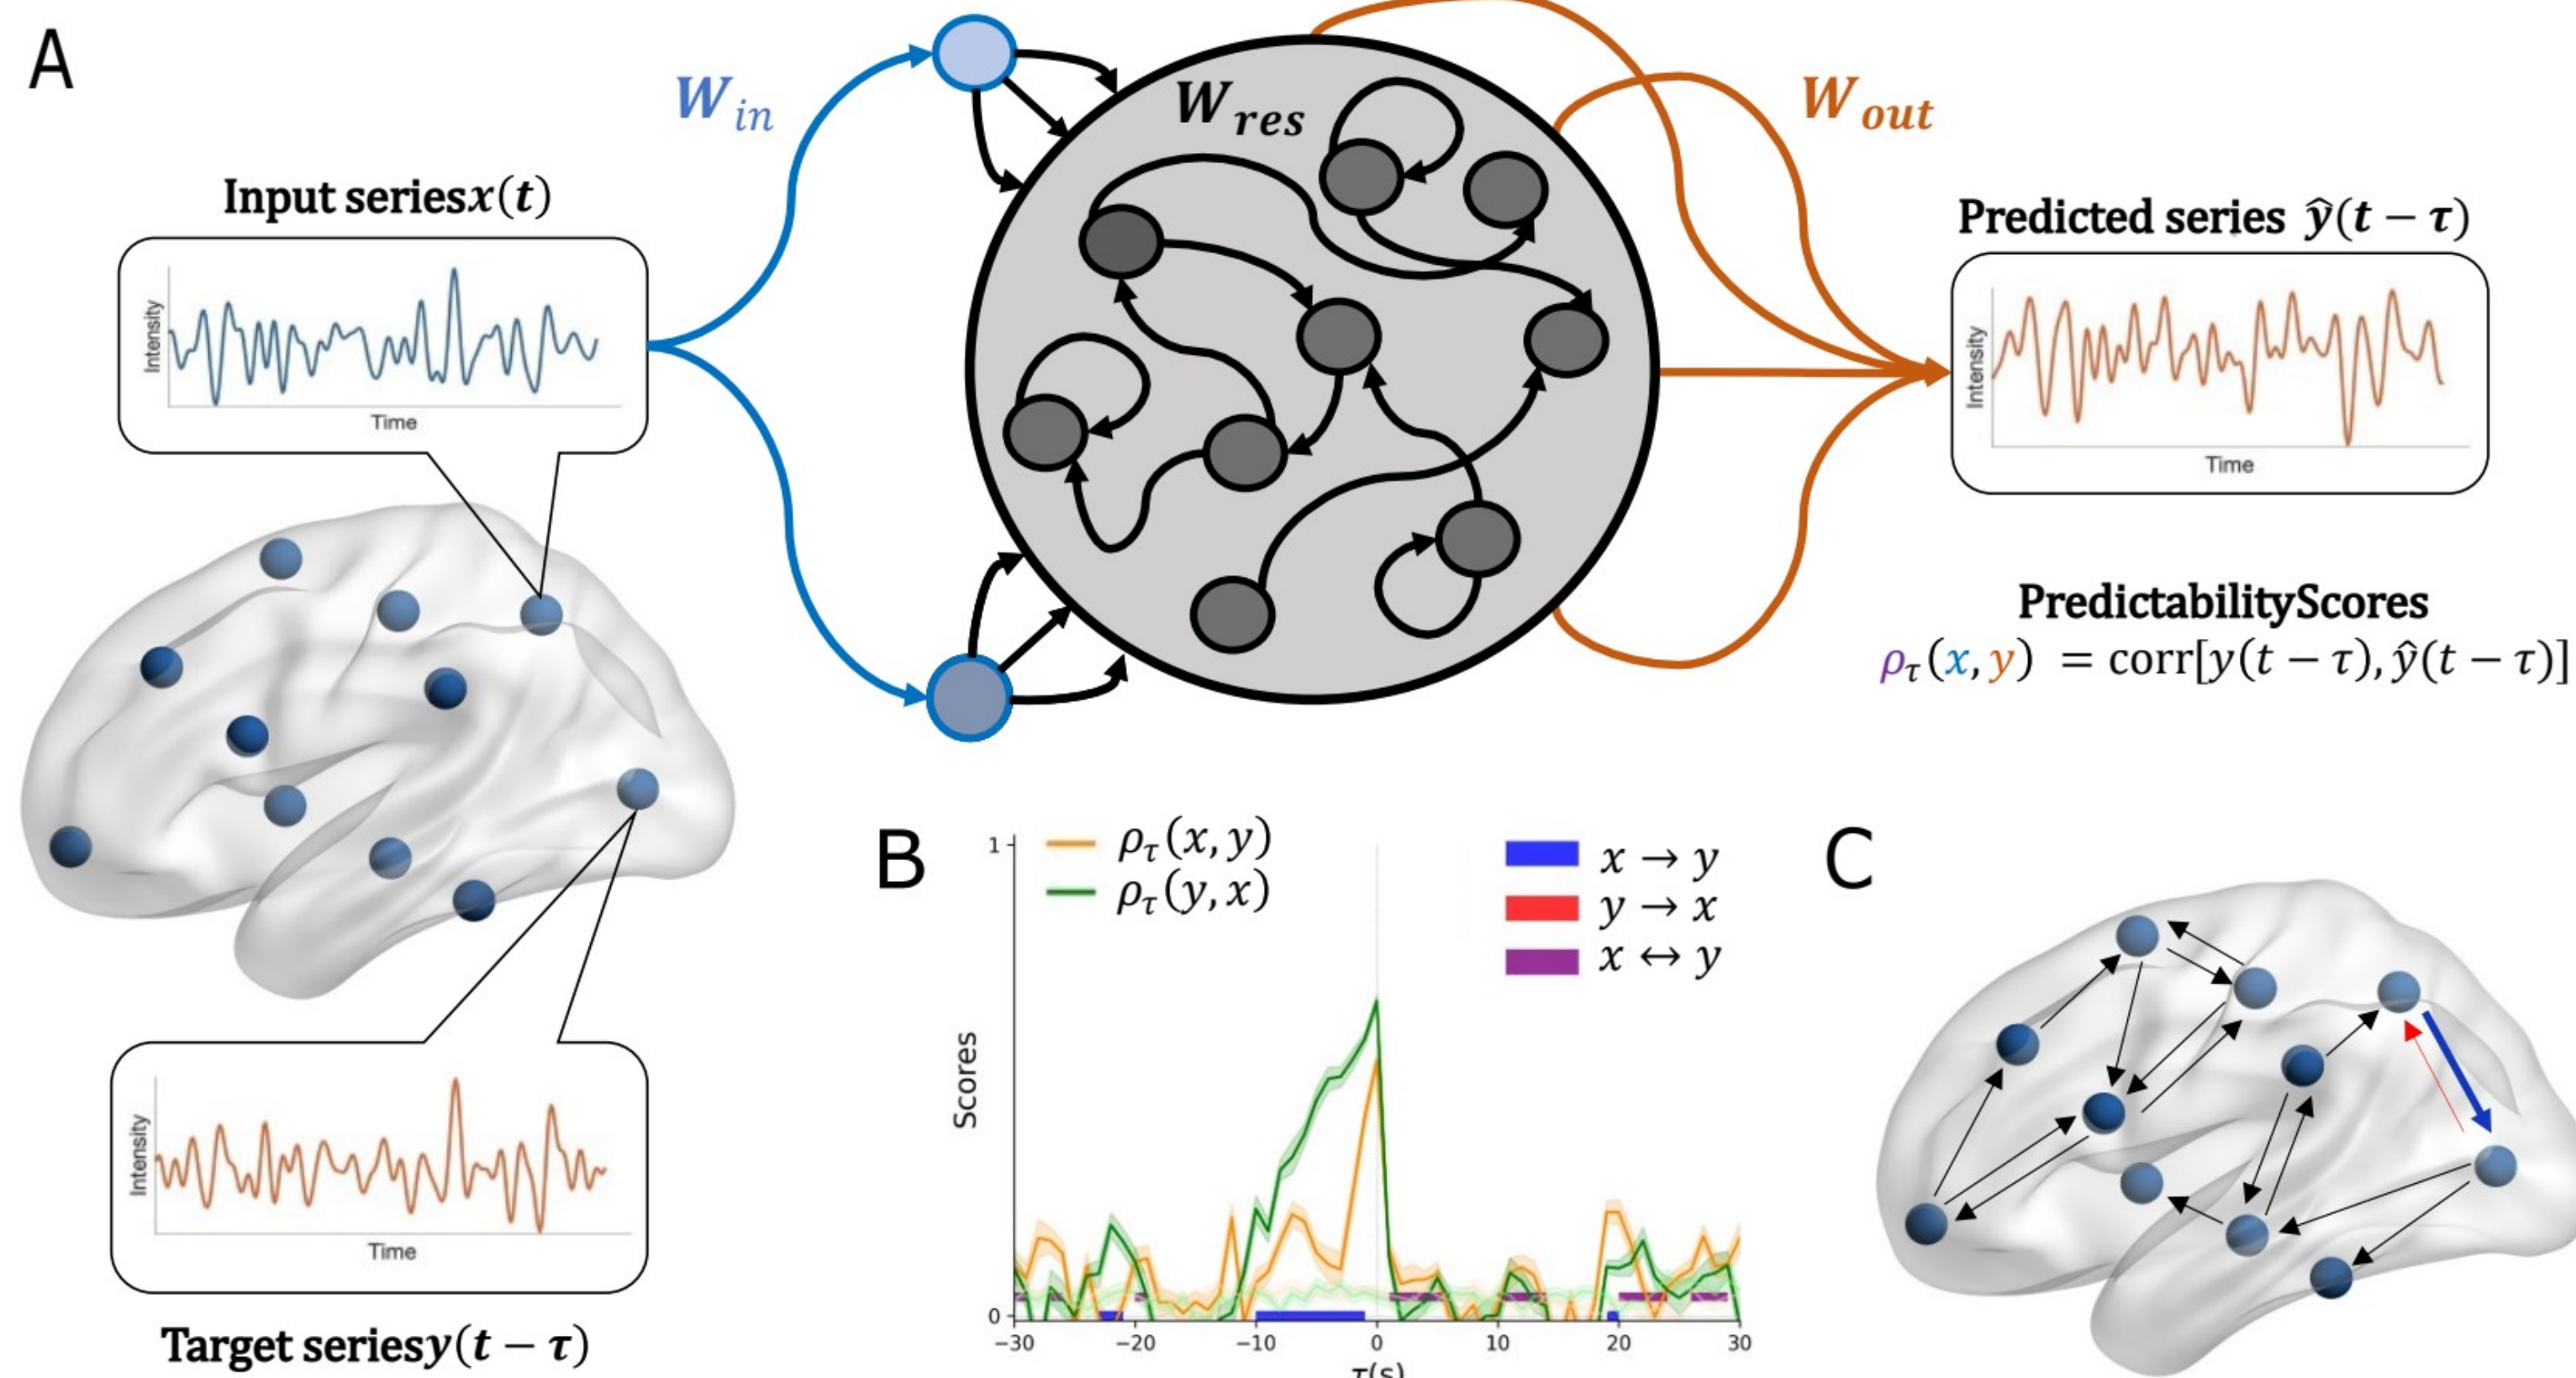 A
W_in
W_res
W_out
Input series x(t)
Intensity
Time
Predicted series ŷ(t − τ)
Intensity
Time
PredictabilityScores
ρ_τ(x, y) = corr[y(t − τ), ŷ(t − τ)]
Intensity
Time
Target series y(t − τ)
B
ρ_τ(x, y)
ρ_τ(y, x)
x → y
y → x
x ↔ y
Scores
1
0
−30 −20 −10 0 10 20 30
τ(s)
C